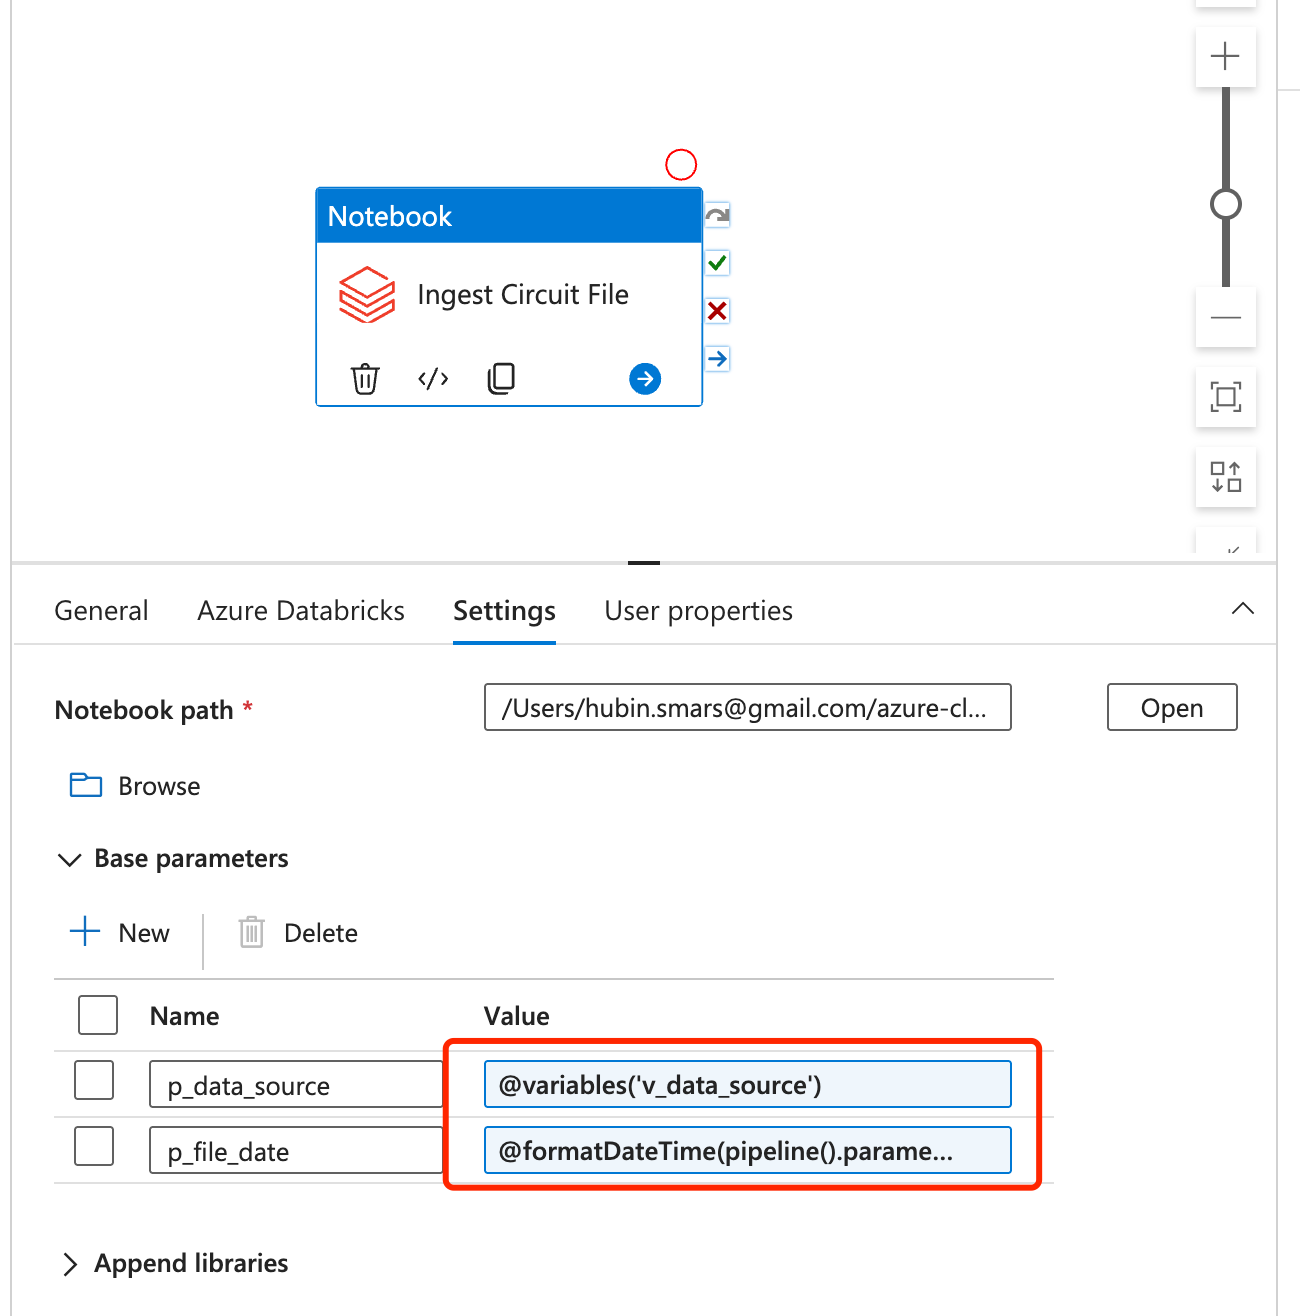 Notebook
Ingest Circuit File
General Azure Databricks Settings User properties
Notebook path * /Users/hubin.smars@gmail.com/azure-cl... Open
Browse
Base parameters
New Delete
Name Value
p_data_source @variables('v_data_source')
p_file_date @formatDateTime(pipeline().parame...
Append libraries